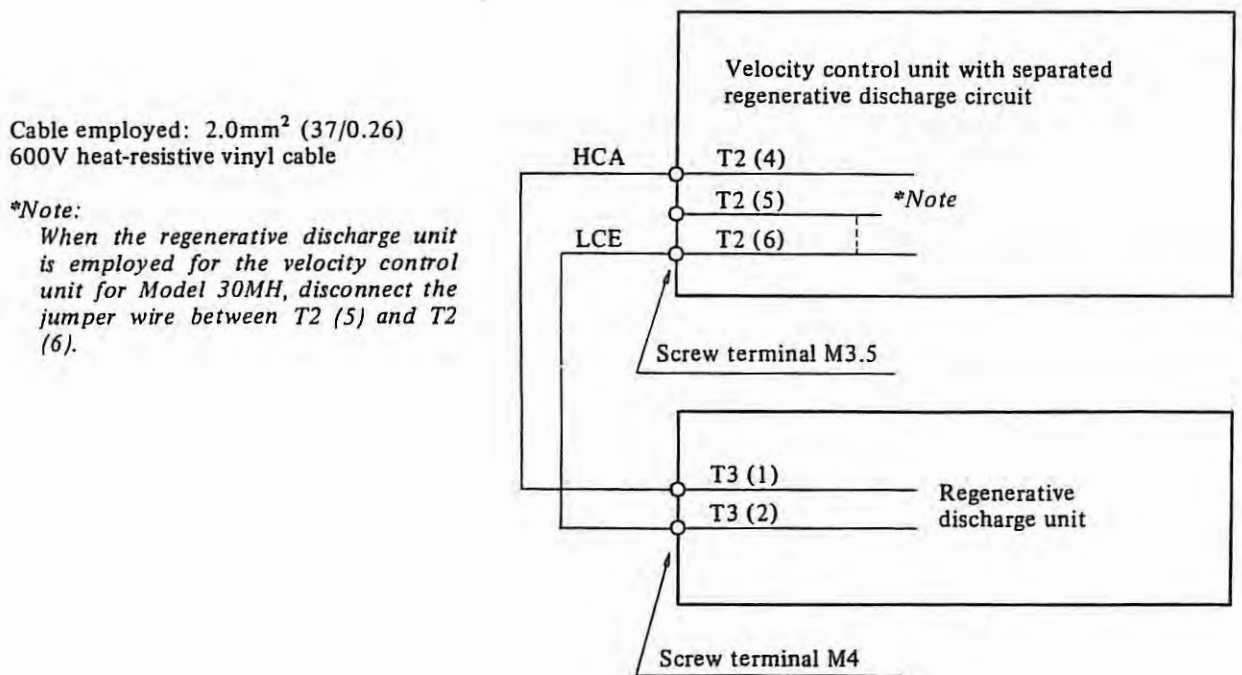 Cable employed: 2.0mm² (37/0.26)
600V heat-resistive vinyl cable
*Note:
When the regenerative discharge unit
is employed for the velocity control
unit for Model 30MH, disconnect the
jumper wire between T2 (5) and T2
(6).
Velocity control unit with separated
regenerative discharge circuit
HCA
T2 (4)
T2 (5)
*Note
LCE
T2 (6)
Screw terminal M3.5
T3 (1)
T3 (2)
Regenerative
discharge unit
Screw terminal M4